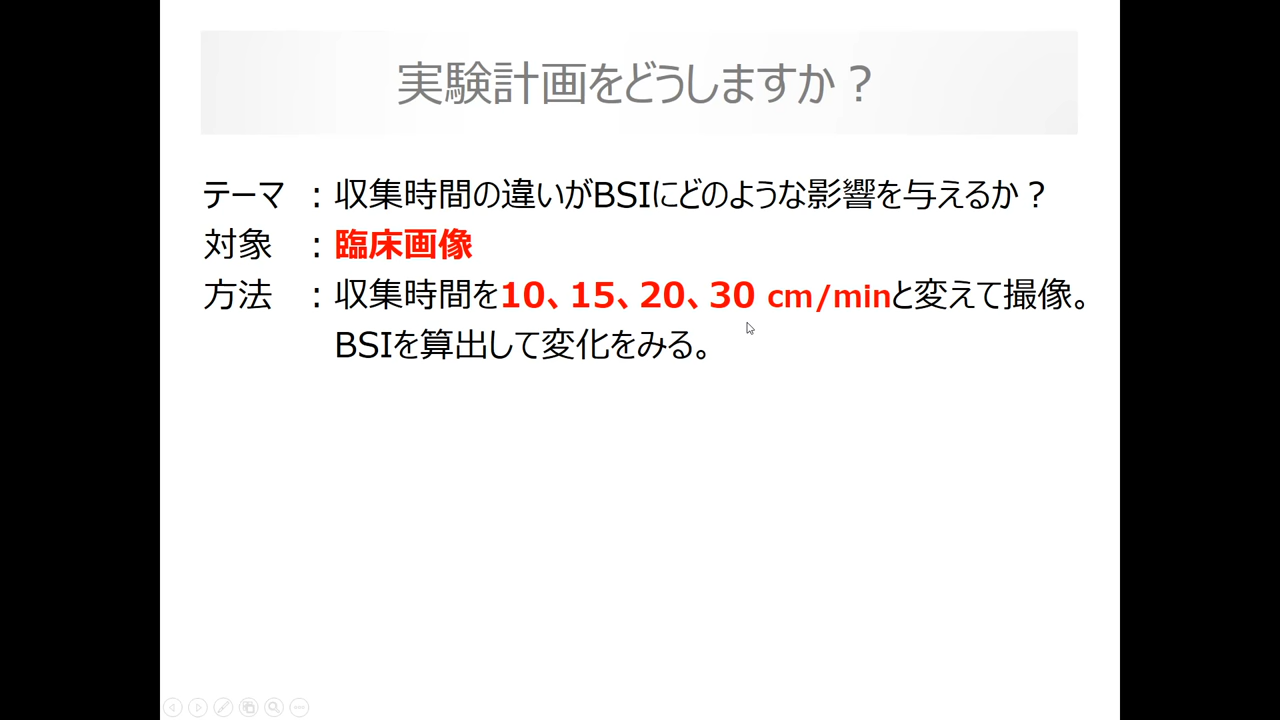 実験計画をどうしますか？
テーマ ：収集時間の違いがBSIにどのような影響を与えるか？
対象 ：臨床画像
方法 ：収集時間を10、15、20、30 cm/minと変えて撮像。
BSIを算出して変化をみる。